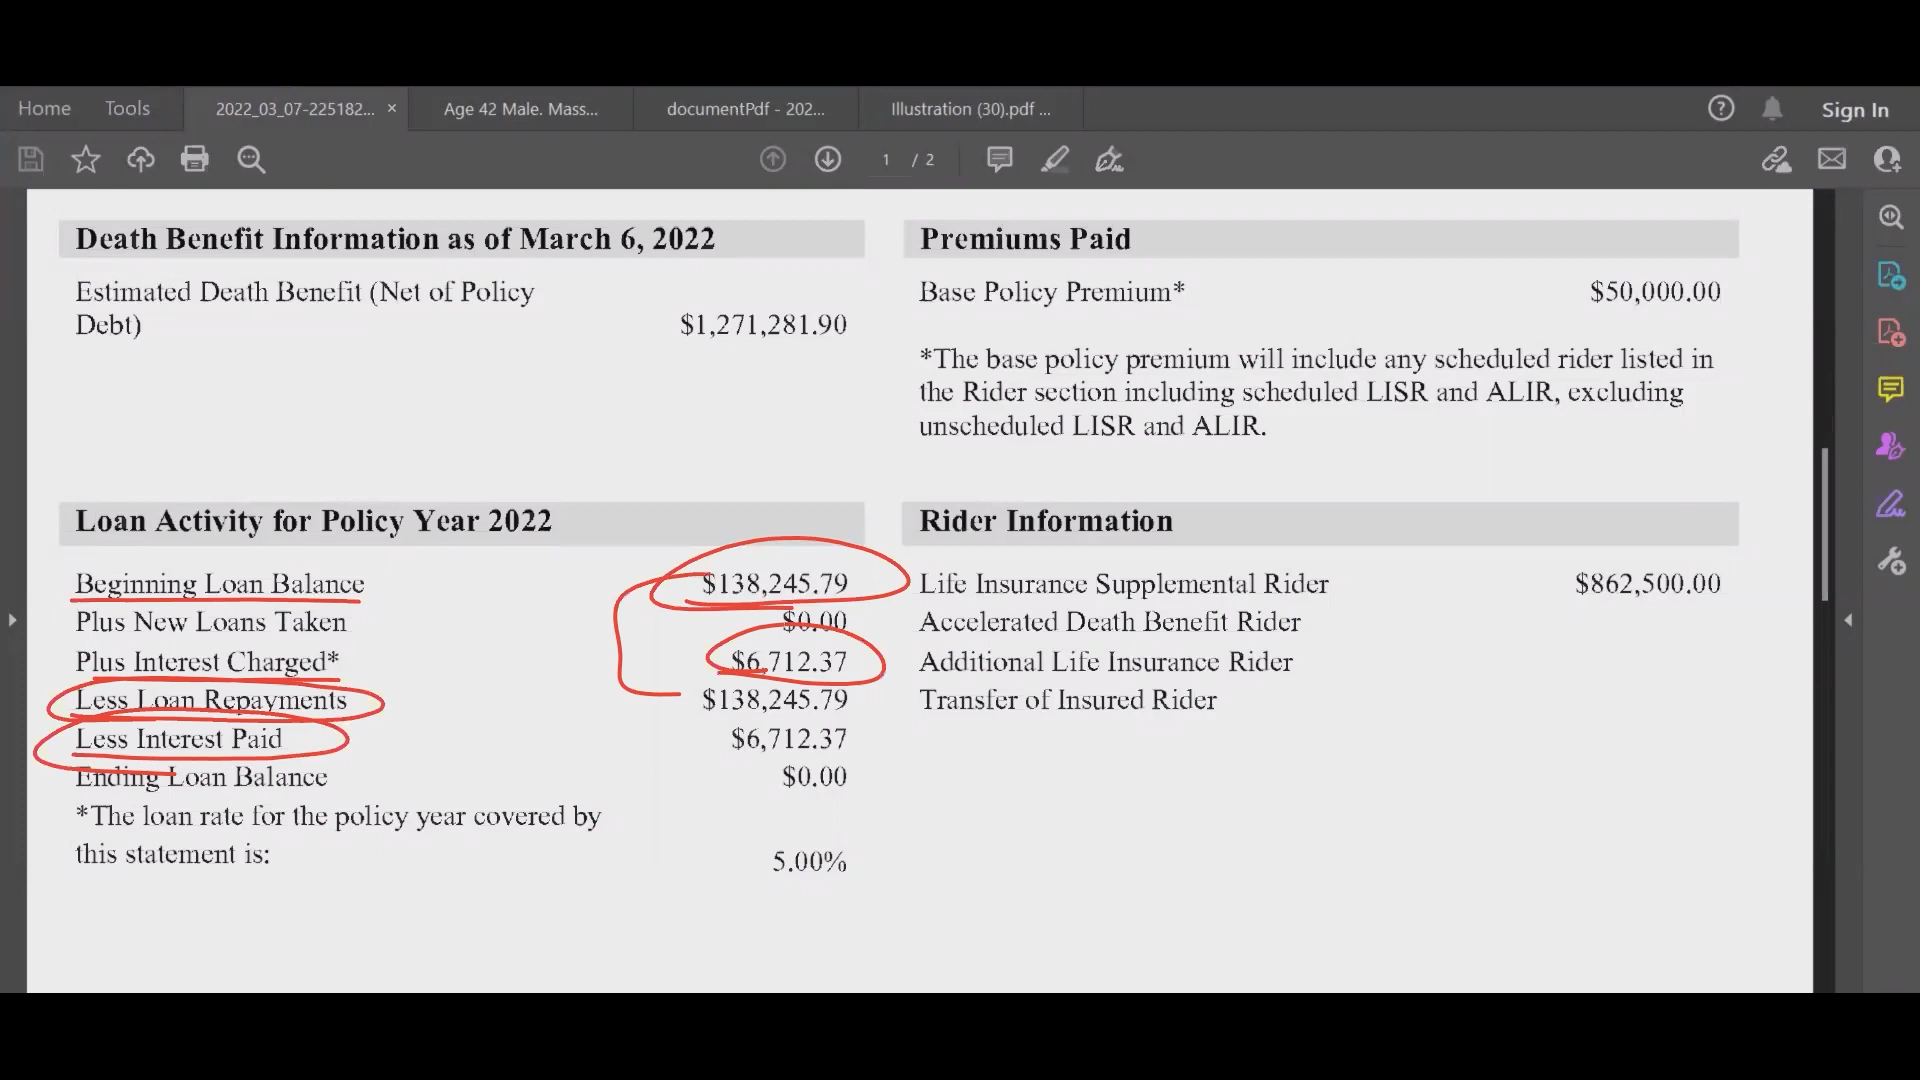 Home Tools 2022_03_07-225182... × Age 42 Male. Mass... documentPdf - 202... Illustration (30).pdf ... Sign In
1 / 2
Death Benefit Information as of March 6, 2022
Estimated Death Benefit (Net of Policy
Debt) $1,271,281.90
Premiums Paid
Base Policy Premium* $50,000.00
*The base policy premium will include any scheduled rider listed in
the Rider section including scheduled LISR and ALIR, excluding
unscheduled LISR and ALIR.
Loan Activity for Policy Year 2022
Beginning Loan Balance $138,245.79
Plus New Loans Taken $0.00
Plus Interest Charged* $6,712.37
Less Loan Repayments $138,245.79
Less Interest Paid $6,712.37
Ending Loan Balance $0.00
*The loan rate for the policy year covered by
this statement is: 5.00%
Rider Information
Life Insurance Supplemental Rider $862,500.00
Accelerated Death Benefit Rider
Additional Life Insurance Rider
Transfer of Insured Rider